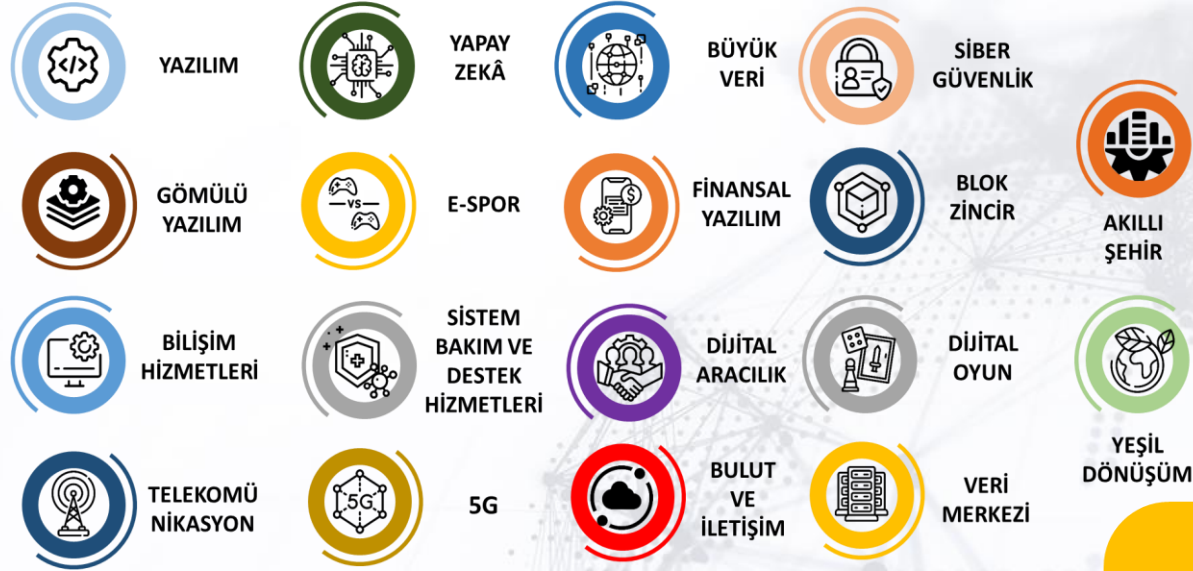 YAZILIM
YAPAY
ZEKÂ
BÜYÜK
VERİ
SİBER
GÜVENLİK
GÖMÜLÜ
YAZILIM
VS
E-SPOR
$
FİNANSAL
YAZILIM
BLOK
ZİNCİR
AKILLI
ŞEHİR
BİLİŞİM
HİZMETLERİ
SİSTEM
BAKIM VE
DESTEK
HİZMETLERİ
DİJİTAL
ARACILIK
DİJİTAL
OYUN
YEŞİL
DÖNÜŞÜM
TELEKOMÜ
NİKASYON
5G
5G
BULUT
VE
İLETİŞİM
VERİ
MERKEZİ